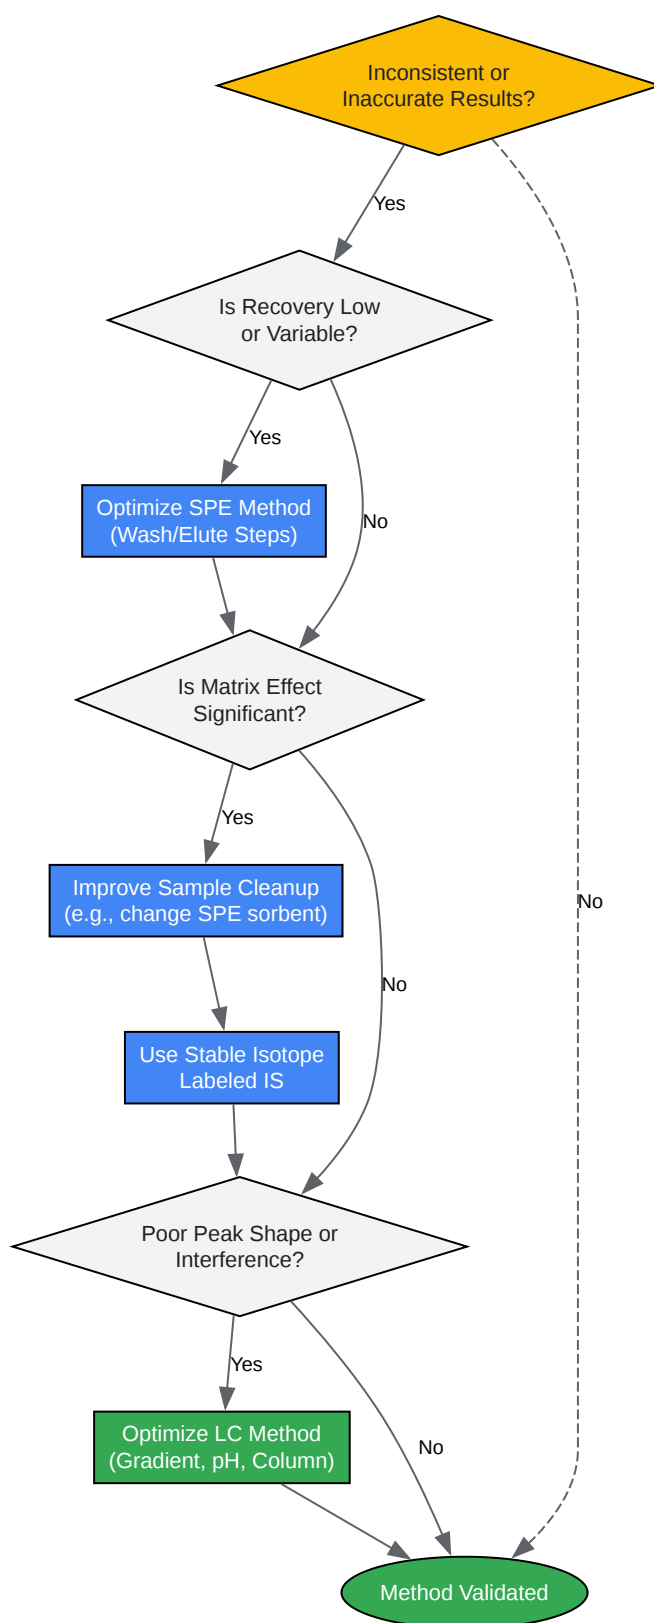 Inconsistent or
Inaccurate Results?
Yes
Is Recovery Low
or Variable?
Yes
Optimize SPE Method
(Wash/Elute Steps)
No
Is Matrix Effect
Significant?
Yes
Improve Sample Cleanup
(e.g., change SPE sorbent)
No
No
Use Stable Isotope
Labeled IS
Poor Peak Shape or
Interference?
Yes
Optimize LC Method
(Gradient, pH, Column)
No
Method Validated